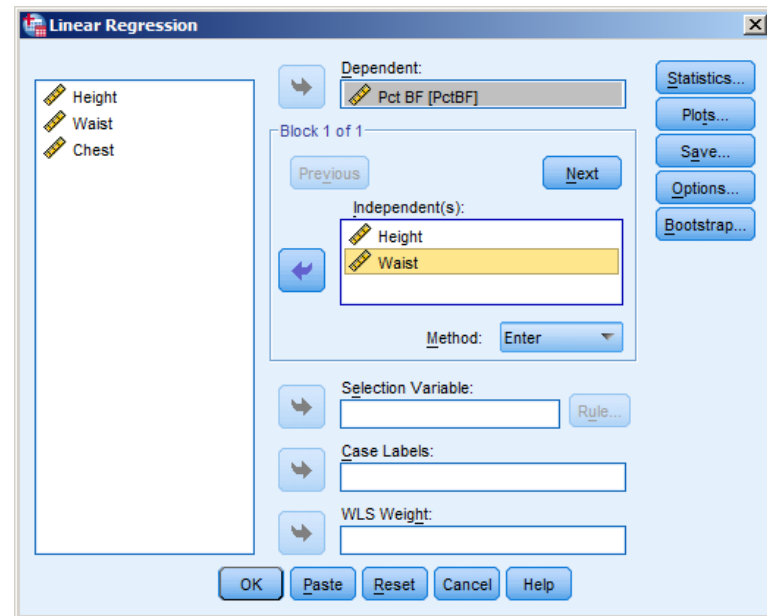 Linear Regression
Height
Waist
Chest
Dependent:
Pct BF [PctBF]
Block 1 of 1
Previous
Next
Independent(s):
Height
Waist
Method:
Enter
Selection Variable:
Rule...
Case Labels:
WLS Weight:
Statistics...
Plots...
Save...
Options...
Bootstrap...
OK
Paste
Reset
Cancel
Help